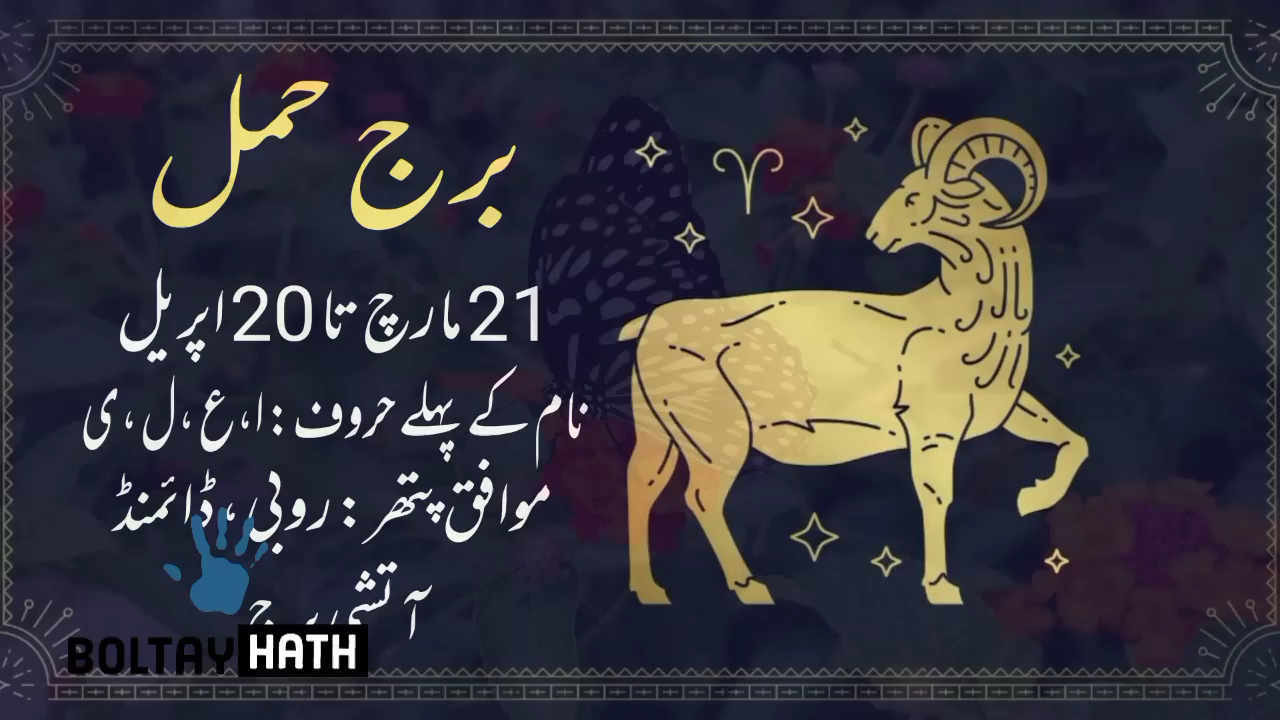 برج حمل
21 مارچ تا 20 اپریل
نام کے پہلے حروف : ا، ع، ل، ی
موافق پتھر : روبی، ڈائمنڈ
آتشی برج
BOLTAY HATH